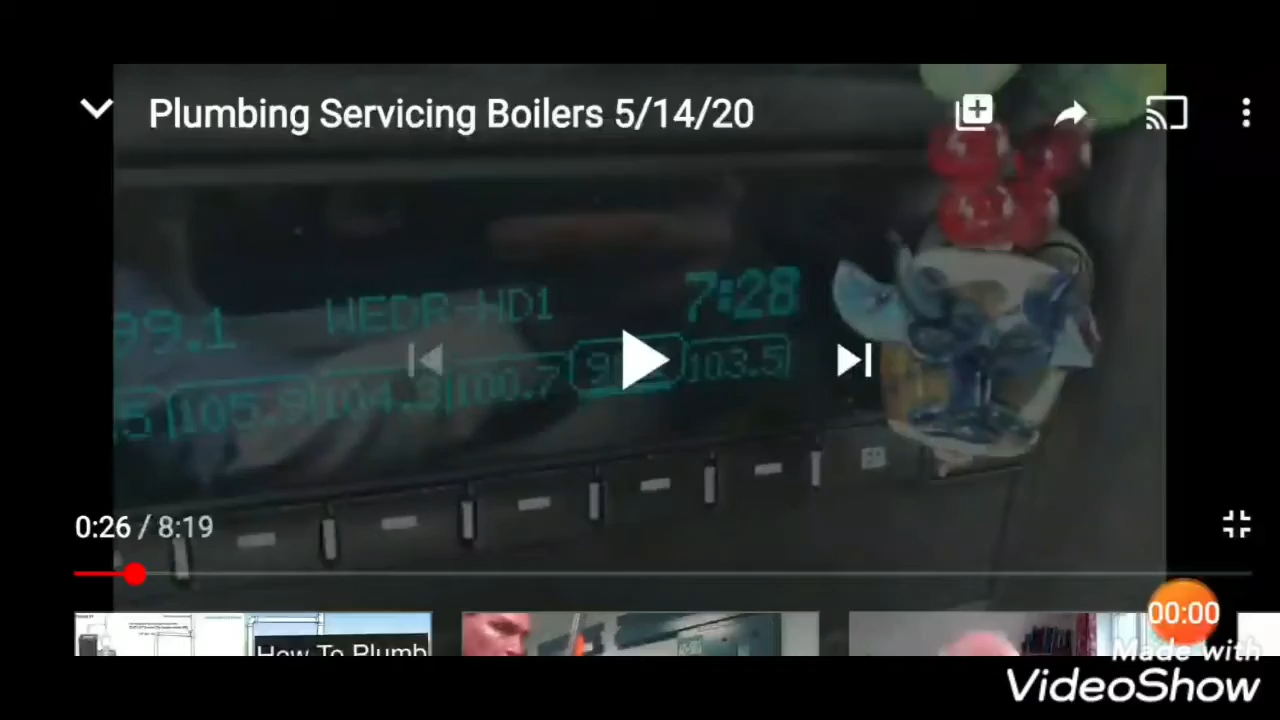 Plumbing Servicing Boilers 5/14/20
99.1 WEDR-HD1 7:28
105.9 104.3 100.7 103.5
0:26 / 8:19
00:00
How To Plumb
Made with
VideoShow